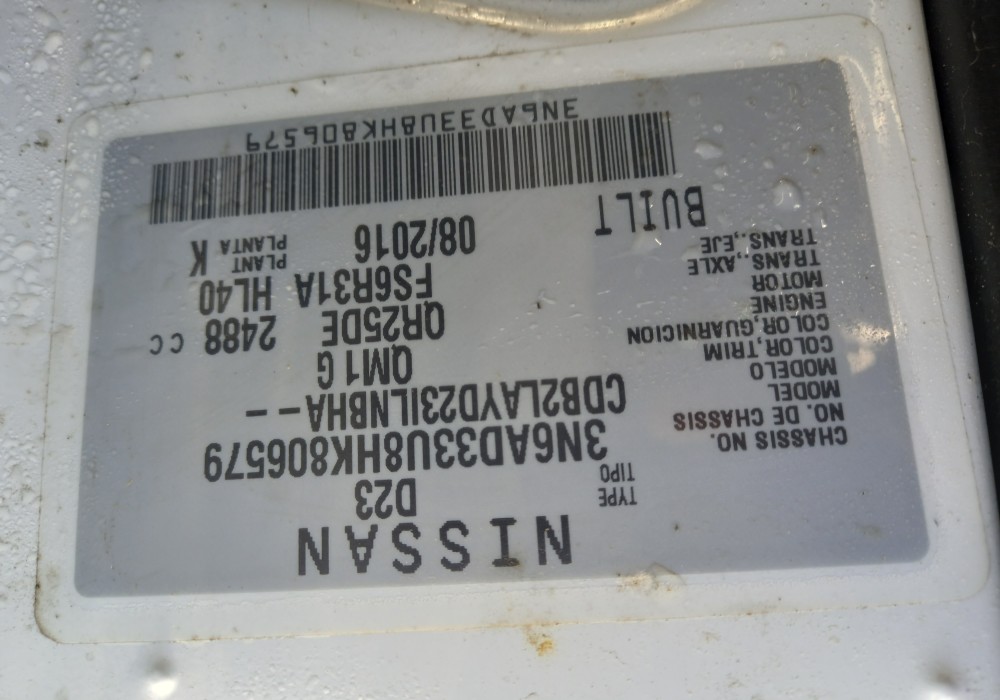 NISSAN
TYPE
TIPO D23
CHASSIS NO.
NO. DE CHASSIS 3N6AD33U8HK806579
MODEL
MODELO CDB2LAYD23ILNBHA--
COLOR,TRIM
COLOR,GUARNICION QM1 G
ENGINE
MOTOR QR25DE 2488 CC
TRANS.,AXLE
TRANS.,EJE FS6R31A HL40
BUILT 08/2016 PLANT
PLANTA K
3N6AD33U8HK806579